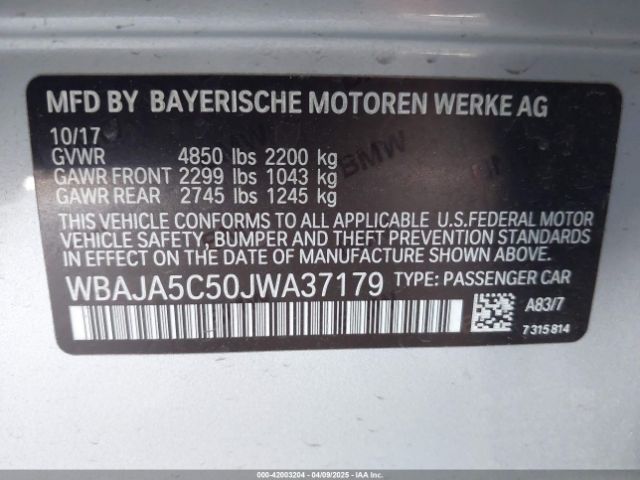 MFD BY BAYERISCHE MOTOREN WERKE AG
10/17
GVWR 4850 lbs 2200 kg
GAWR FRONT 2299 lbs 1043 kg
GAWR REAR 2745 lbs 1245 kg
THIS VEHICLE CONFORMS TO ALL APPLICABLE U.S.FEDERAL MOTOR
VEHICLE SAFETY, BUMPER AND THEFT PREVENTION STANDARDS
IN EFFECT ON THE DATE OF MANUFACTURE SHOWN ABOVE.
WBAJA5C50JWA37179 TYPE: PASSENGER CAR
A83/7
7315814
BMW
000-42003204 - 04/09/2025 - IAAI.COM